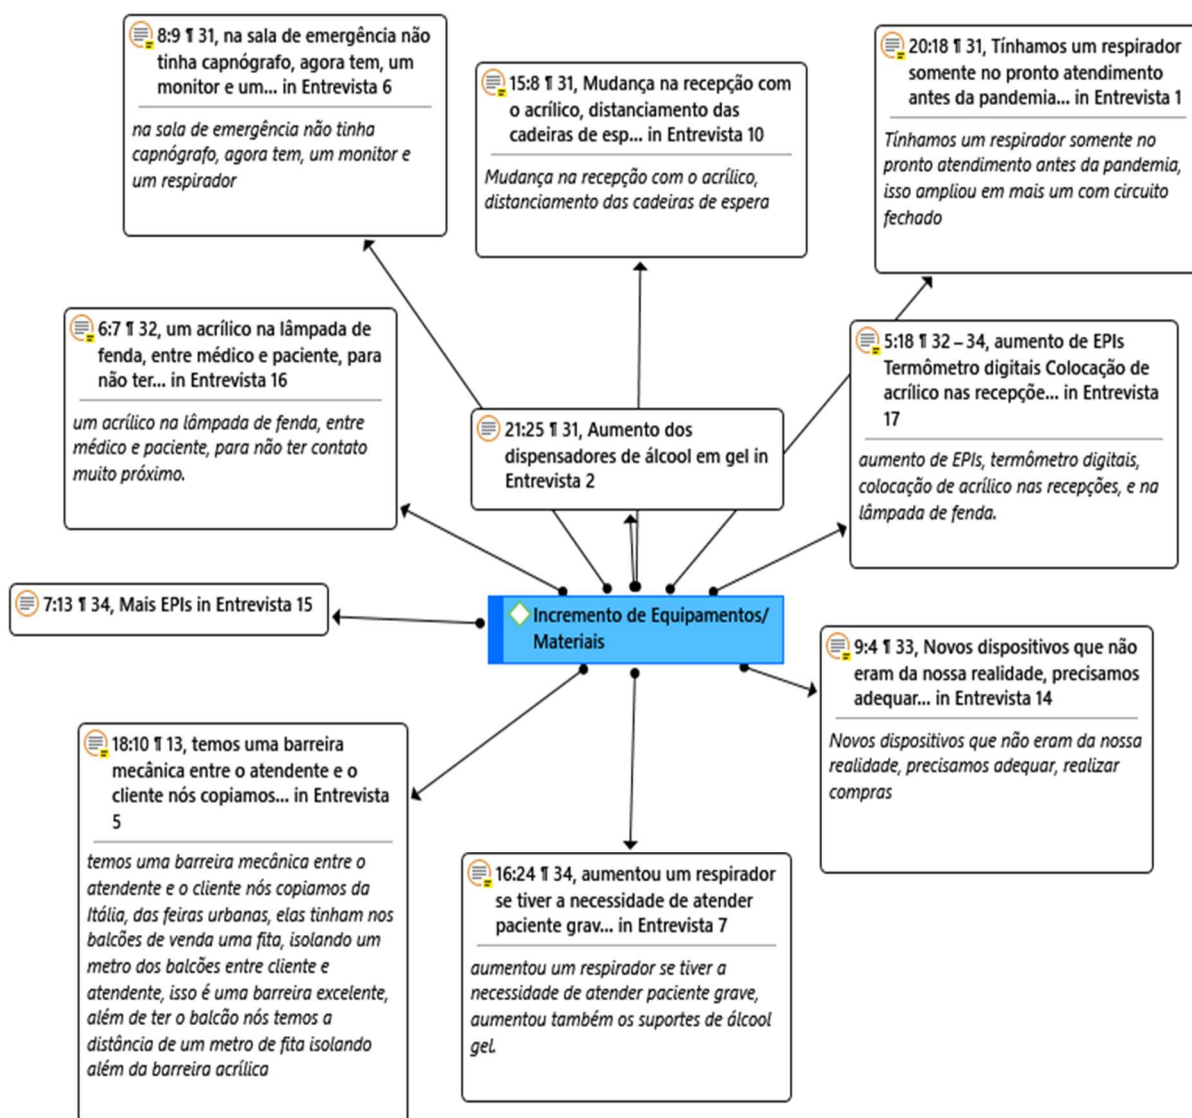 8:9 ¶ 31, na sala de emergência não
tinha capnógrafo, agora tem, um
monitor e um... in Entrevista 6
na sala de emergência não tinha
capnógrafo, agora tem, um monitor e
um respirador
15:8 ¶ 31, Mudança na recepção com
o acrílico, distanciamento das
cadeiras de esp... in Entrevista 10
Mudança na recepção com o acrílico,
distanciamento das cadeiras de espera
20:18 ¶ 31, Tínhamos um respirador
somente no pronto atendimento
antes da pandemia... in Entrevista 1
Tínhamos um respirador somente no
pronto atendimento antes da pandemia,
isso ampliou em mais um com circuito
fechado
6:7 ¶ 32, um acrílico na lâmpada de
fenda, entre médico e paciente, para
não ter... in Entrevista 16
um acrílico na lâmpada de fenda, entre
médico e paciente, para não ter contato
muito próximo.
21:25 ¶ 31, Aumento dos
dispensadores de álcool em gel in
Entrevista 2
5:18 ¶ 32 – 34, aumento de EPIs
Termômetro digitais Colocação de
acrílico nas recepçõe... in Entrevista
17
aumento de EPIs, termômetro digitais,
colocação de acrílico nas recepções, e na
lâmpada de fenda.
7:13 ¶ 34, Mais EPIs in Entrevista 15
Incremento de Equipamentos/
Materiais
9:4 ¶ 33, Novos dispositivos que não
eram da nossa realidade, precisamos
adequar... in Entrevista 14
Novos dispositivos que não eram da nossa
realidade, precisamos adequar, realizar
compras
18:10 ¶ 13, temos uma barreira
mecânica entre o atendente e o
cliente nós copiamos... in Entrevista
5
temos uma barreira mecânica entre o
atendente e o cliente nós copiamos da
Itólia, das feiras urbanas, elas tinham nos
balcões de venda uma fita, isolando um
metro dos balcões entre cliente e
atendente, isso é uma barreira excelente,
além de ter o balcão nós temos a
distância de um metro de fita isolando
além da barreira acrílica
16:24 ¶ 34, aumentou um respirador
se tiver a necessidade de atender
paciente grav... in Entrevista 7
aumentou um respirador se tiver a
necessidade de atender paciente grave,
aumentou também os suportes de álcool
gel.